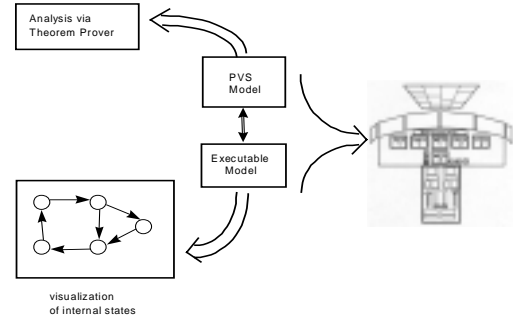 Analysis via
Theorem Prover
PVS
Model
Executable
Model
visualization
of internal states